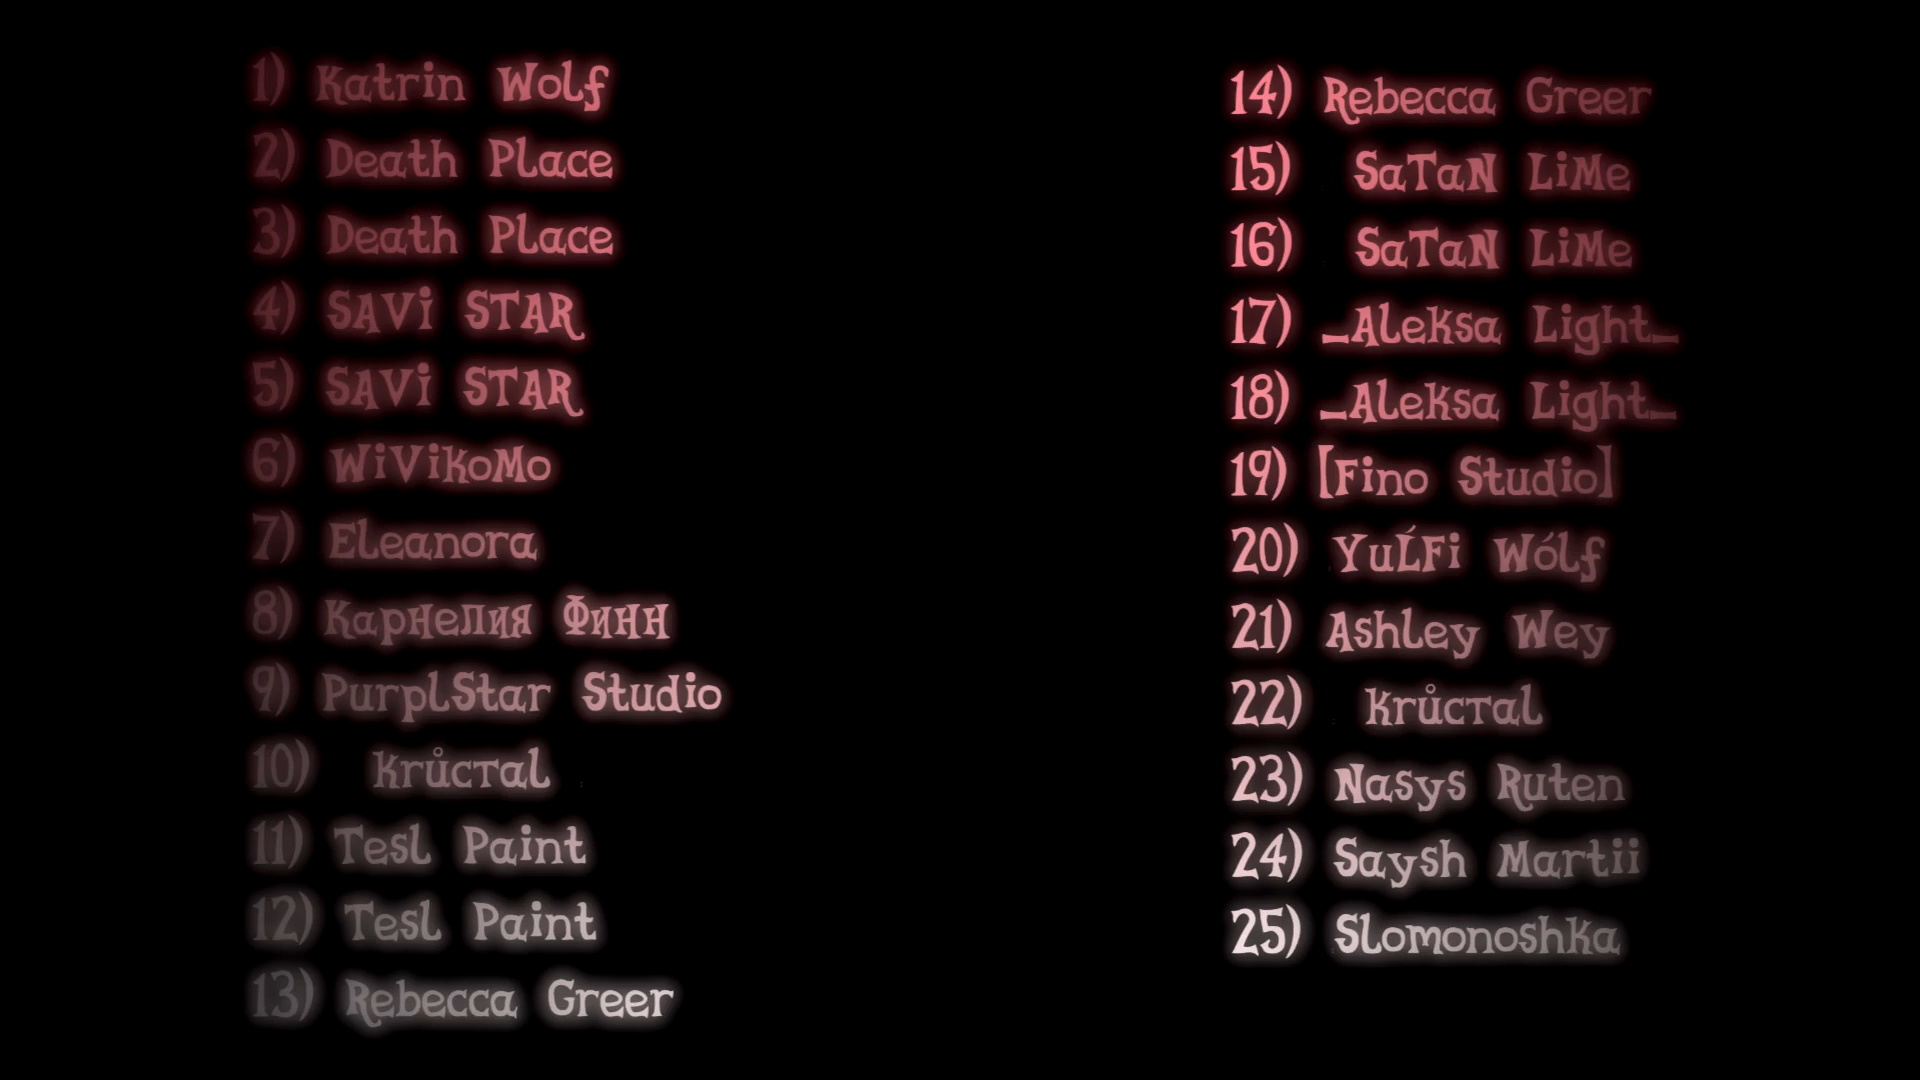 1) Katrin Wolf
2) Death Place
3) Death Place
4) SAVi STAR
5) SAVi STAR
6) WiVikoMo
7) Eleanora
8) Карнелия Финн
9) PurplStar Studio
10) Krůcтal
11) Tesl Paint
12) Tesl Paint
13) Rebecca Greer
14) Rebecca Greer
15) SaTaN LiMe
16) SaTaN LiMe
17) _Aleksa Light_
18) _Aleksa Light_
19) [Fino Studio]
20) YuĹFi Wólf
21) Ashley Wey
22) Krůcтal
23) Nasys Ruten
24) Saysh Martii
25) Slomonoshka